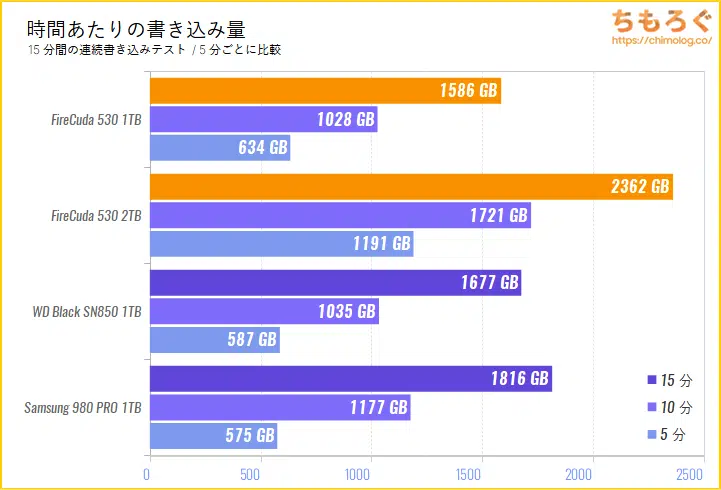 時間あたりの書き込み量
15 分間の連続書き込みテスト / 5 分ごとに比較
ちもろぐ
https://chimolog.co/
FireCuda 530 1TB
1586 GB
1028 GB
634 GB
FireCuda 530 2TB
2362 GB
1721 GB
1191 GB
WD Black SN850 1TB
1677 GB
1035 GB
587 GB
Samsung 980 PRO 1TB
1816 GB
1177 GB
575 GB
15 分
10 分
5 分
0 500 1000 1500 2000 2500